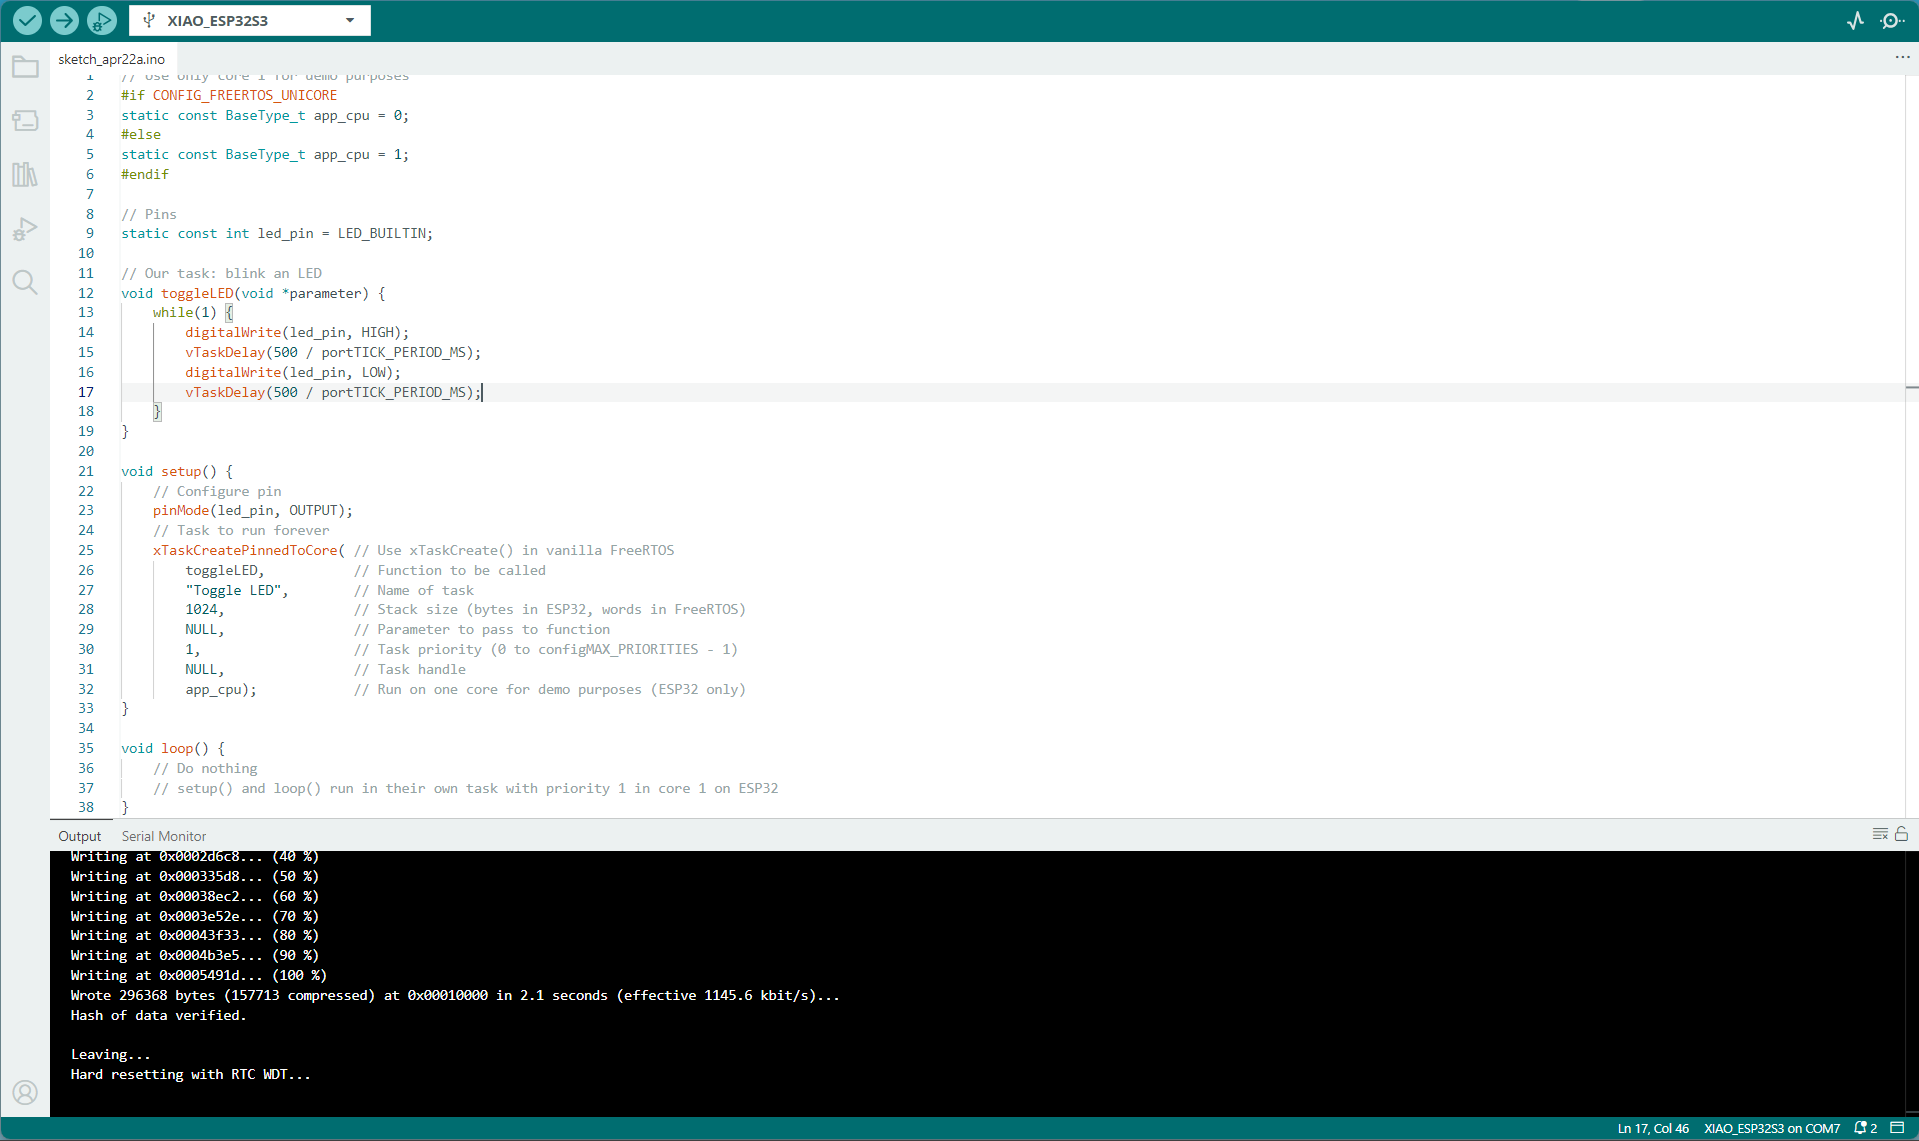 XIAO_ESP32S3
sketch_apr22a.ino
1 // Use only core 1 for demo purposes
2 #if CONFIG_FREERTOS_UNICORE
3 static const BaseType_t app_cpu = 0;
4 #else
5 static const BaseType_t app_cpu = 1;
6 #endif
7
8 // Pins
9 static const int led_pin = LED_BUILTIN;
10
11 // Our task: blink an LED
12 void toggleLED(void *parameter) {
13     while(1) {
14         digitalWrite(led_pin, HIGH);
15         vTaskDelay(500 / portTICK_PERIOD_MS);
16         digitalWrite(led_pin, LOW);
17         vTaskDelay(500 / portTICK_PERIOD_MS);
18     }
19 }
20
21 void setup() {
22     // Configure pin
23     pinMode(led_pin, OUTPUT);
24     // Task to run forever
25     xTaskCreatePinnedToCore( // Use xTaskCreate() in vanilla FreeRTOS
26         toggleLED,           // Function to be called
27         "Toggle LED",        // Name of task
28         1024,                // Stack size (bytes in ESP32, words in FreeRTOS)
29         NULL,                // Parameter to pass to function
30         1,                   // Task priority (0 to configMAX_PRIORITIES - 1)
31         NULL,                // Task handle
32         app_cpu);            // Run on one core for demo purposes (ESP32 only)
33 }
34
35 void loop() {
36     // Do nothing
37     // setup() and loop() run in their own task with priority 1 in core 1 on ESP32
38 }
Output Serial Monitor
Writing at 0x0002d6c8... (40 %)
Writing at 0x000335d8... (50 %)
Writing at 0x00038ec2... (60 %)
Writing at 0x0003e52e... (70 %)
Writing at 0x00043f33... (80 %)
Writing at 0x0004b3e5... (90 %)
Writing at 0x0005491d... (100 %)
Wrote 296368 bytes (157713 compressed) at 0x00010000 in 2.1 seconds (effective 1145.6 kbit/s)...
Hash of data verified.
Leaving...
Hard resetting with RTC WDT...
Ln 17, Col 46 XIAO_ESP32S3 on COM7 2